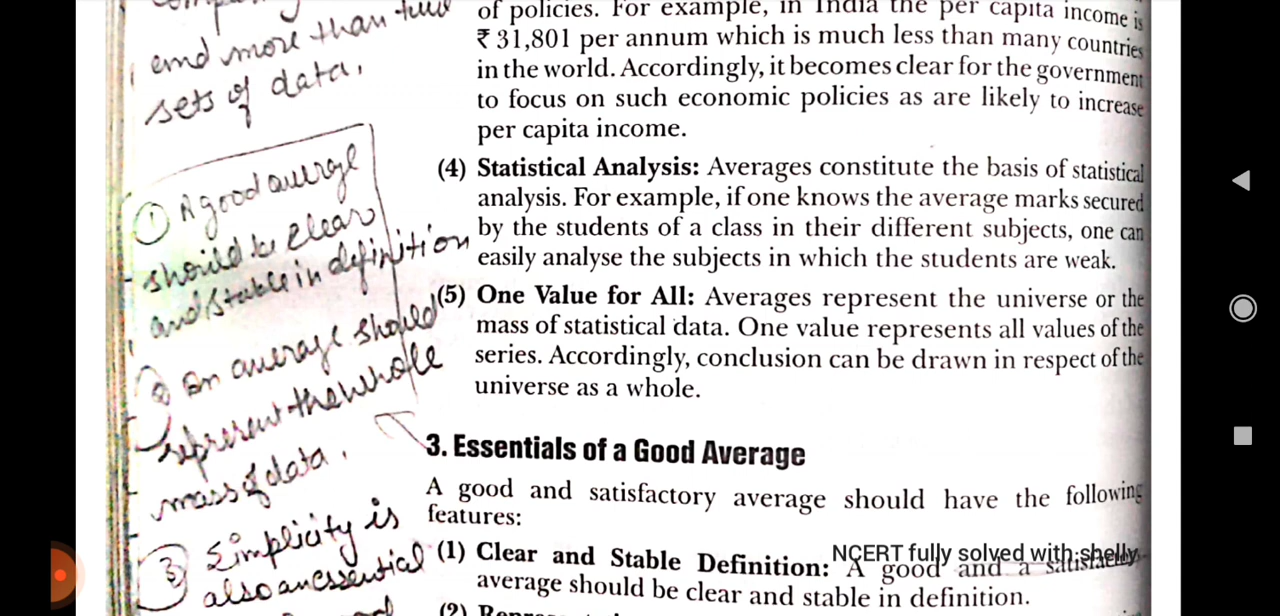 and more than two
sets of data.
① A good average
should be clear
and stable in definition
② An average should
represent the whole
mass of data.
③ Simplicity is
also an essential
of policies. For example, in India the per capita income is
₹ 31,801 per annum which is much less than many countries
in the world. Accordingly, it becomes clear for the government
to focus on such economic policies as are likely to increase
per capita income.
(4) Statistical Analysis: Averages constitute the basis of statistical
analysis. For example, if one knows the average marks secured
by the students of a class in their different subjects, one can
easily analyse the subjects in which the students are weak.
(5) One Value for All: Averages represent the universe or the
mass of statistical data. One value represents all values of the
series. Accordingly, conclusion can be drawn in respect of the
universe as a whole.
3. Essentials of a Good Average
A good and satisfactory average should have the following
features:
(1) Clear and Stable Definition: A good and a satisfactory
average should be clear and stable in definition.
(2)
NCERT fully solved with shelly